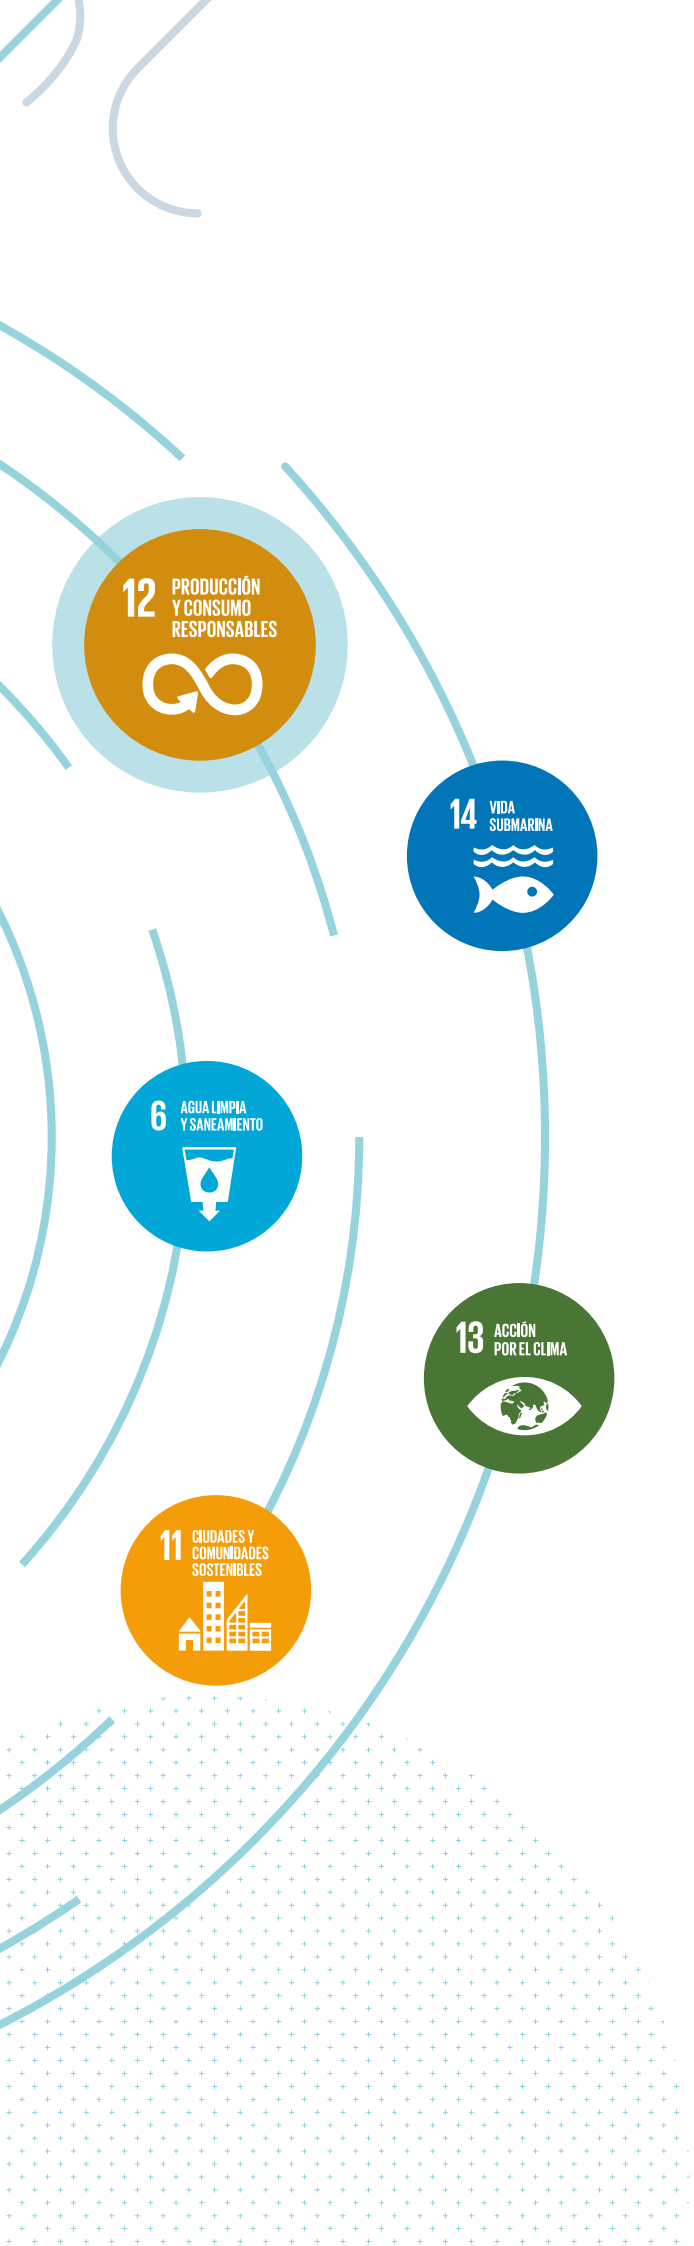 12
PRODUCCIÓN
Y CONSUMO
RESPONSABLES
14
VIDA
SUBMARINA
6
AGUA LIMPIA
Y SANEAMIENTO
13
ACCIÓN
POR EL CLIMA
11
CIUDADES Y
COMUNIDADES
SOSTENIBLES